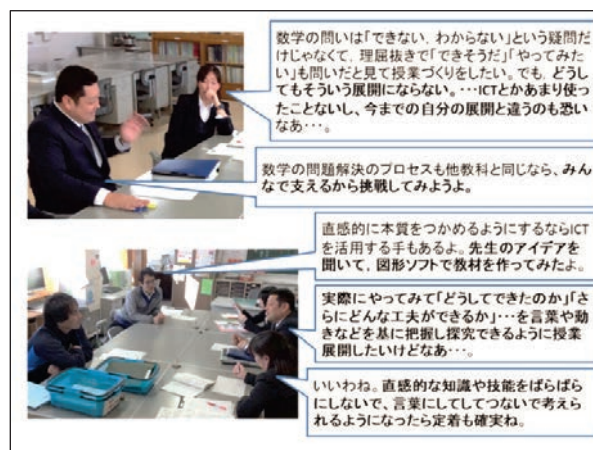 数学の問いは「できない，わからない」という疑問だ
けじゃなくて，理屈抜きで「できそうだ」「やってみた
い」も問いだと見て授業づくりをしたい。でも，どうし
てもそういう展開にならない。…ICTとかあまり使っ
たことないし、今までの自分の展開と違うのも恐い
なあ…。
数学の問題解決のプロセスも他教科と同じなら、みん
なで支えるから挑戦してみようよ。
直感的に本質をつかめるようにするならICT
を活用する手もあるよ。先生のアイデアを
聞いて，図形ソフトで教材を作ってみたよ。
実際にやってみて「どうしてできたのか」「さ
らにどんな工夫ができるか」…を言葉や動
きなどを基に把握し探究できるように授業
展開したいけどなあ…。
いいわね。直感的な知識や技能をばらばら
にしないで、言葉にしてしてつないで考えら
れるようになったら定着も確実ね。